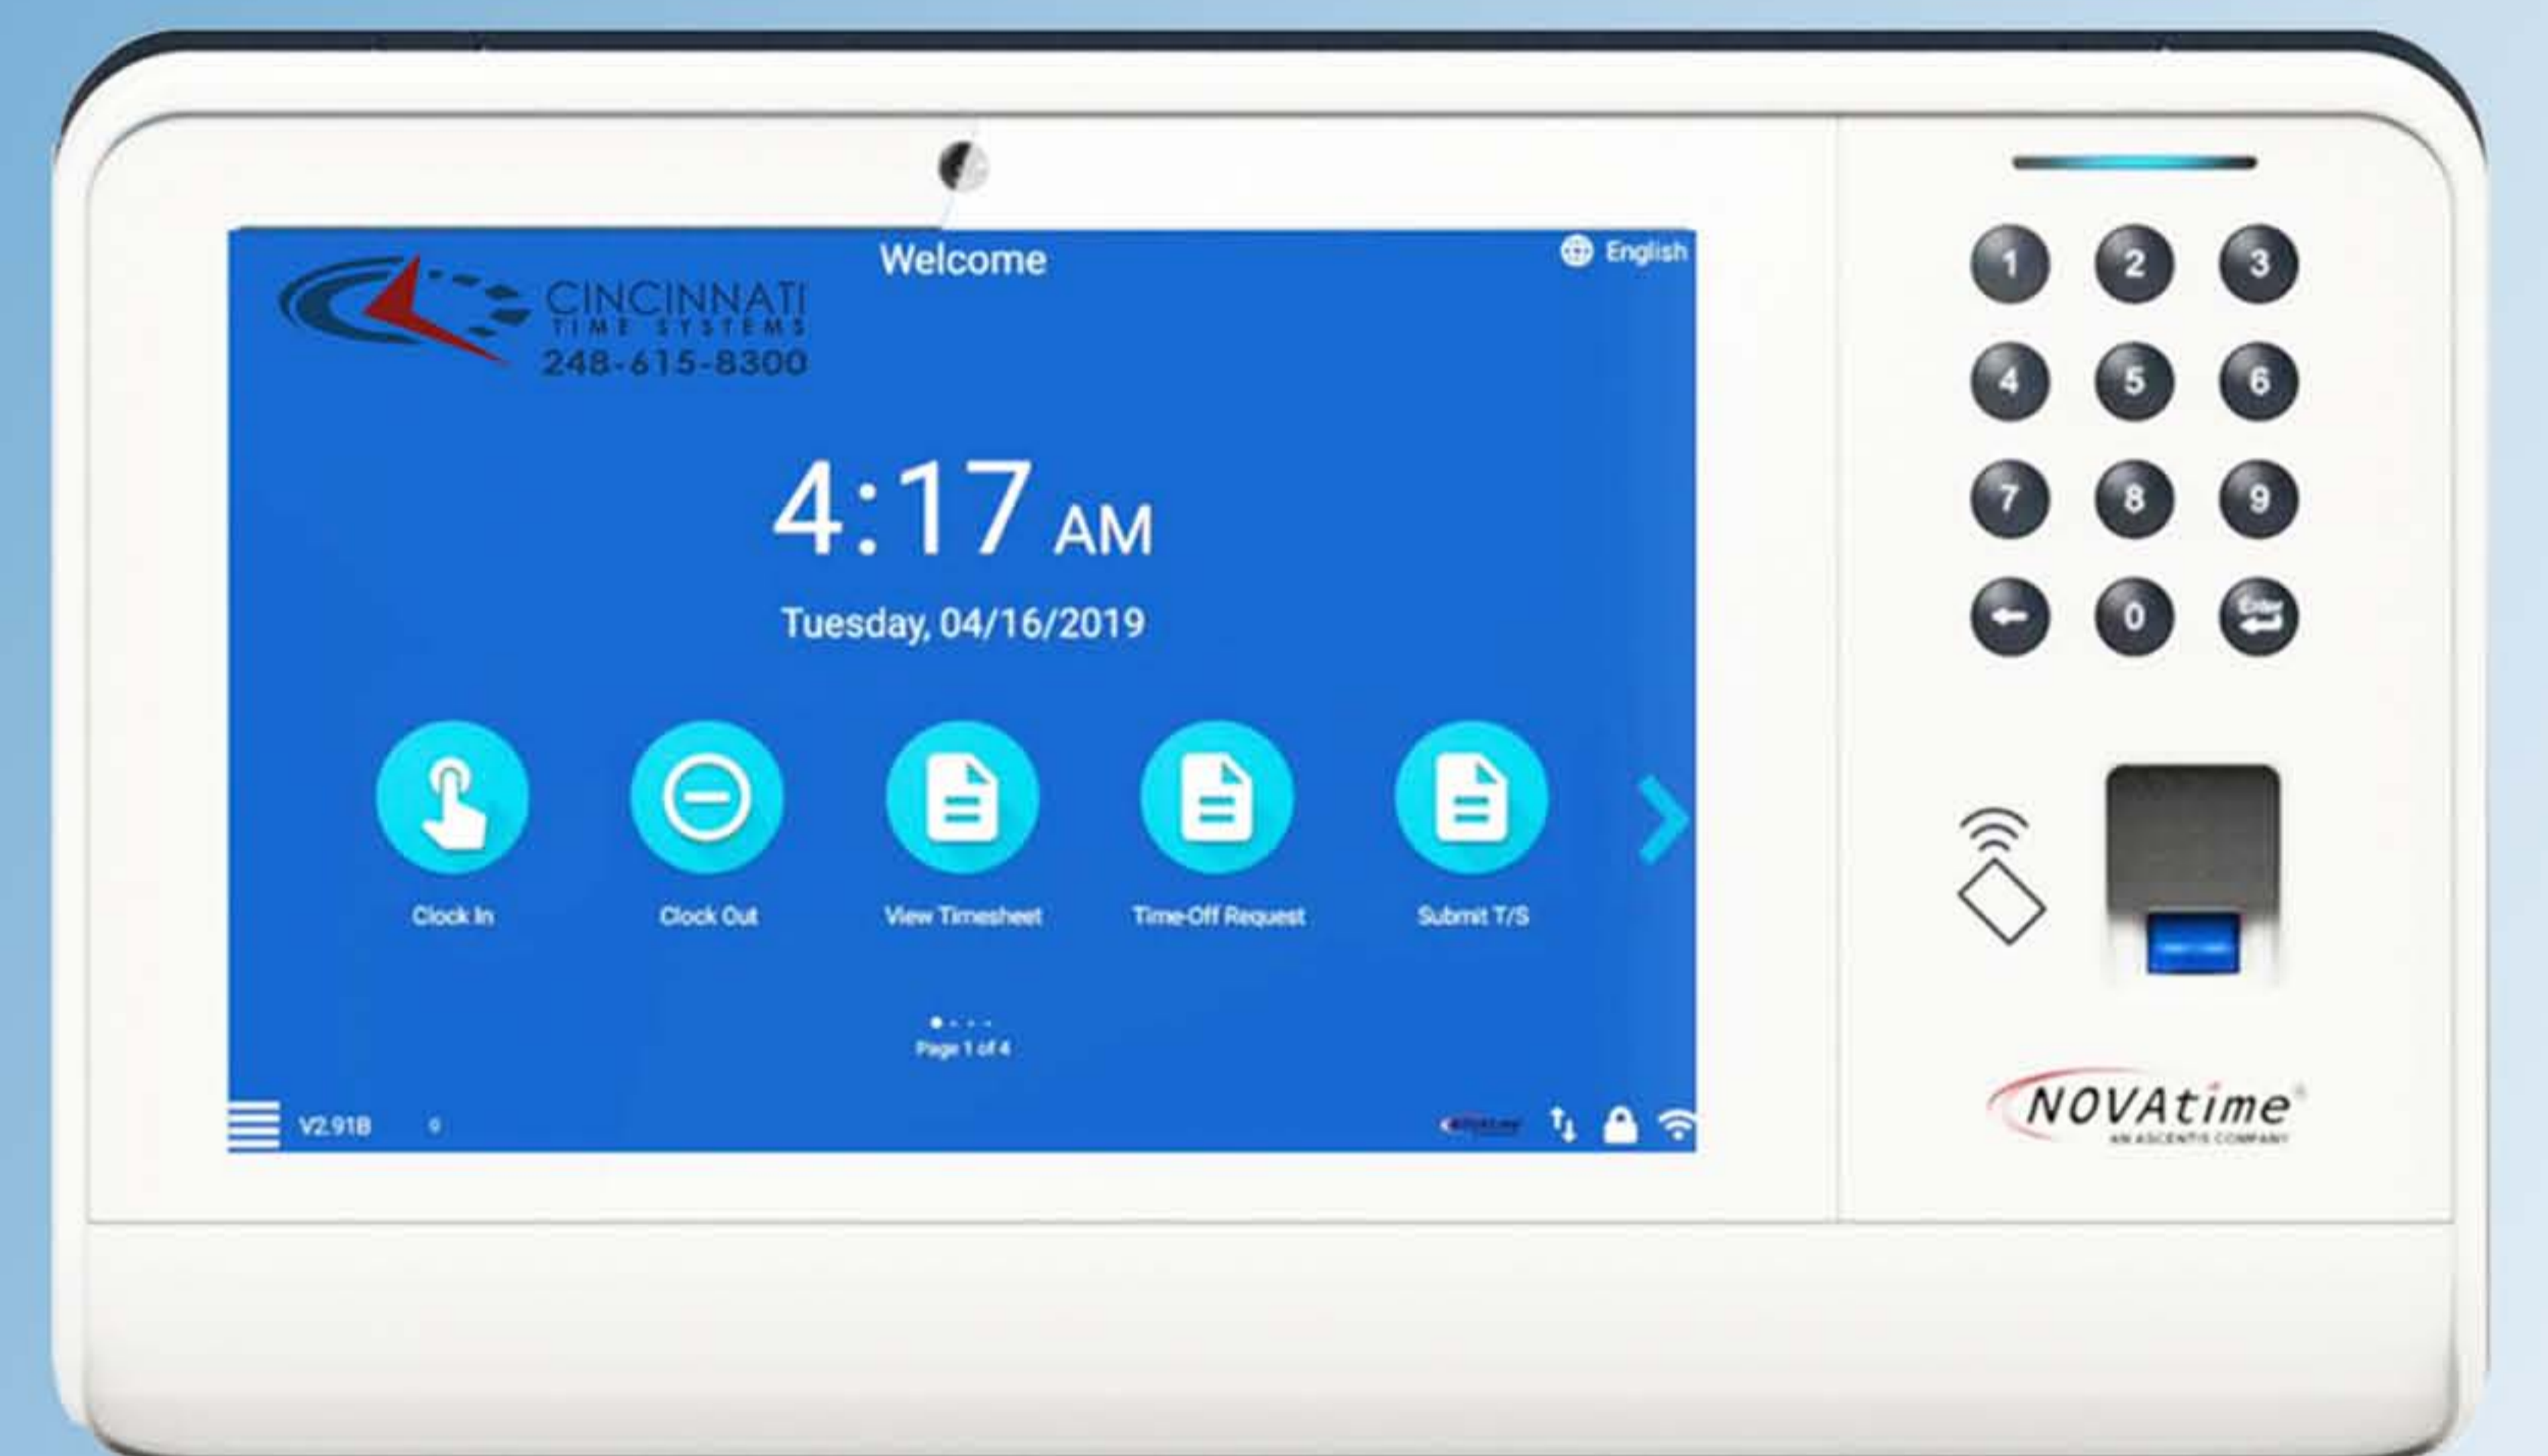 Welcome
English
CINCINNATI
TIME SYSTEMS
248-615-8300
4:17 AM
Tuesday, 04/16/2019
Clock In
Clock Out
View Timesheet
Time-Off Request
Submit T/S
Page 1 of 4
V2.91B
0
1 2 3
4 5 6
7 8 9
0 Enter
NOVAtime®
AN ASCENTIS COMPANY